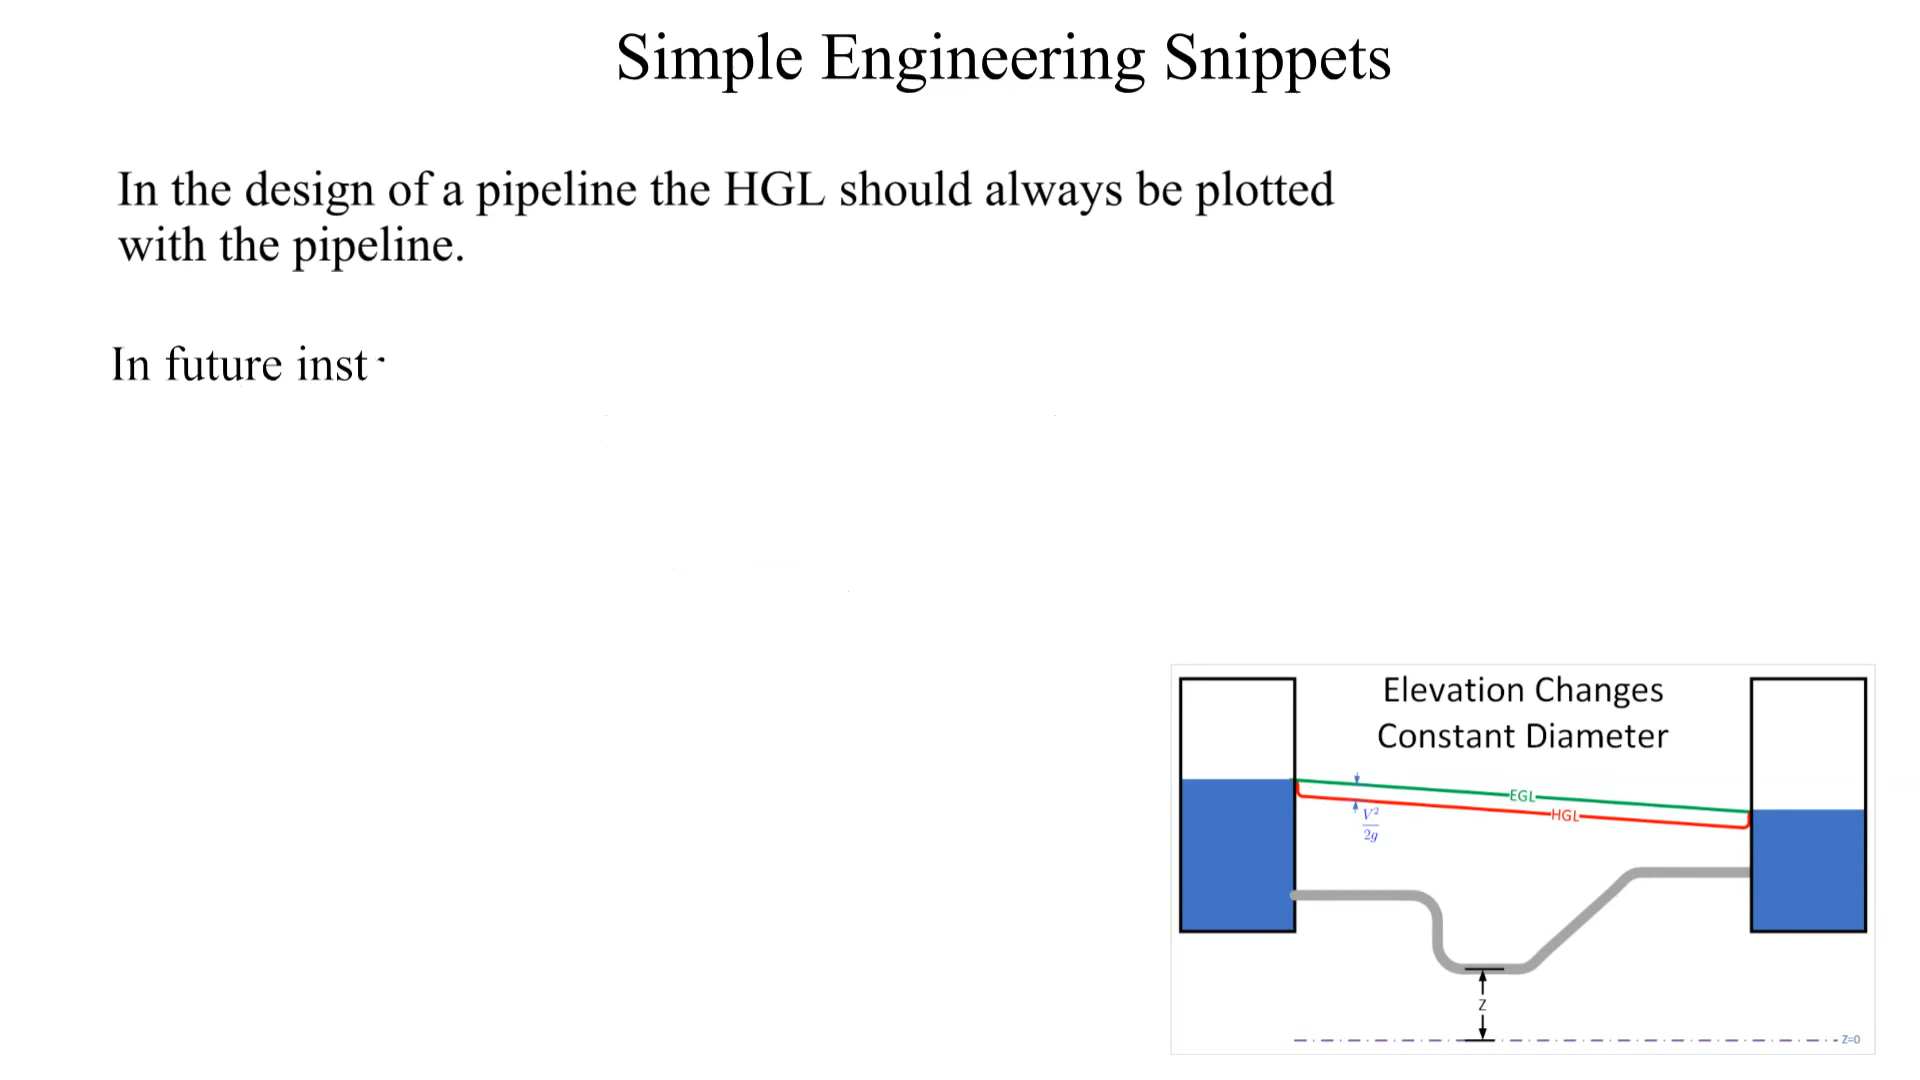 Simple Engineering Snippets
In the design of a pipeline the HGL should always be plotted
with the pipeline.
In future inst
Elevation Changes
Constant Diameter
EGL
HGL
V²
2g
Z
Z=0